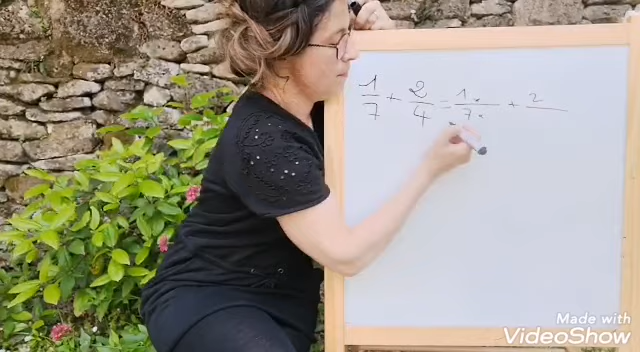 1/7 + 2/4 = 1·/7· + 2/
Made with
VideoShow